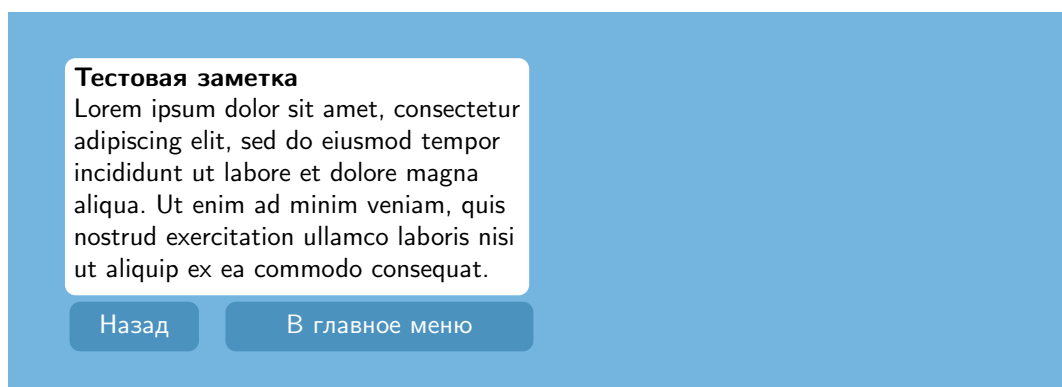 Тестовая заметка
Lorem ipsum dolor sit amet, consectetur
adipiscing elit, sed do eiusmod tempor
incididunt ut labore et dolore magna
aliqua. Ut enim ad minim veniam, quis
nostrud exercitation ullamco laboris nisi
ut aliquip ex ea commodo consequat.
Назад
В главное меню